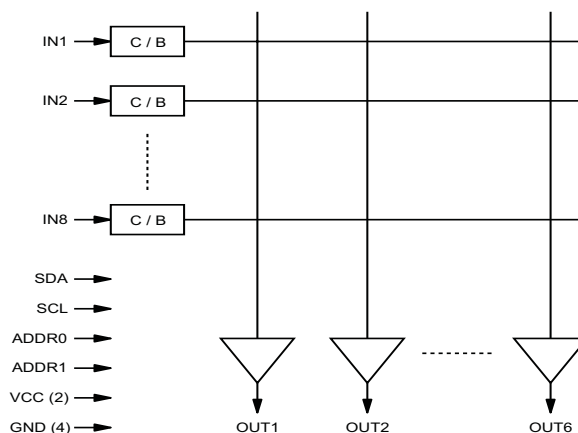 IN1
C / B
IN2
C / B
IN8
C / B
SDA
SCL
ADDR0
ADDR1
VCC (2)
GND (4)
OUT1
OUT2
OUT6